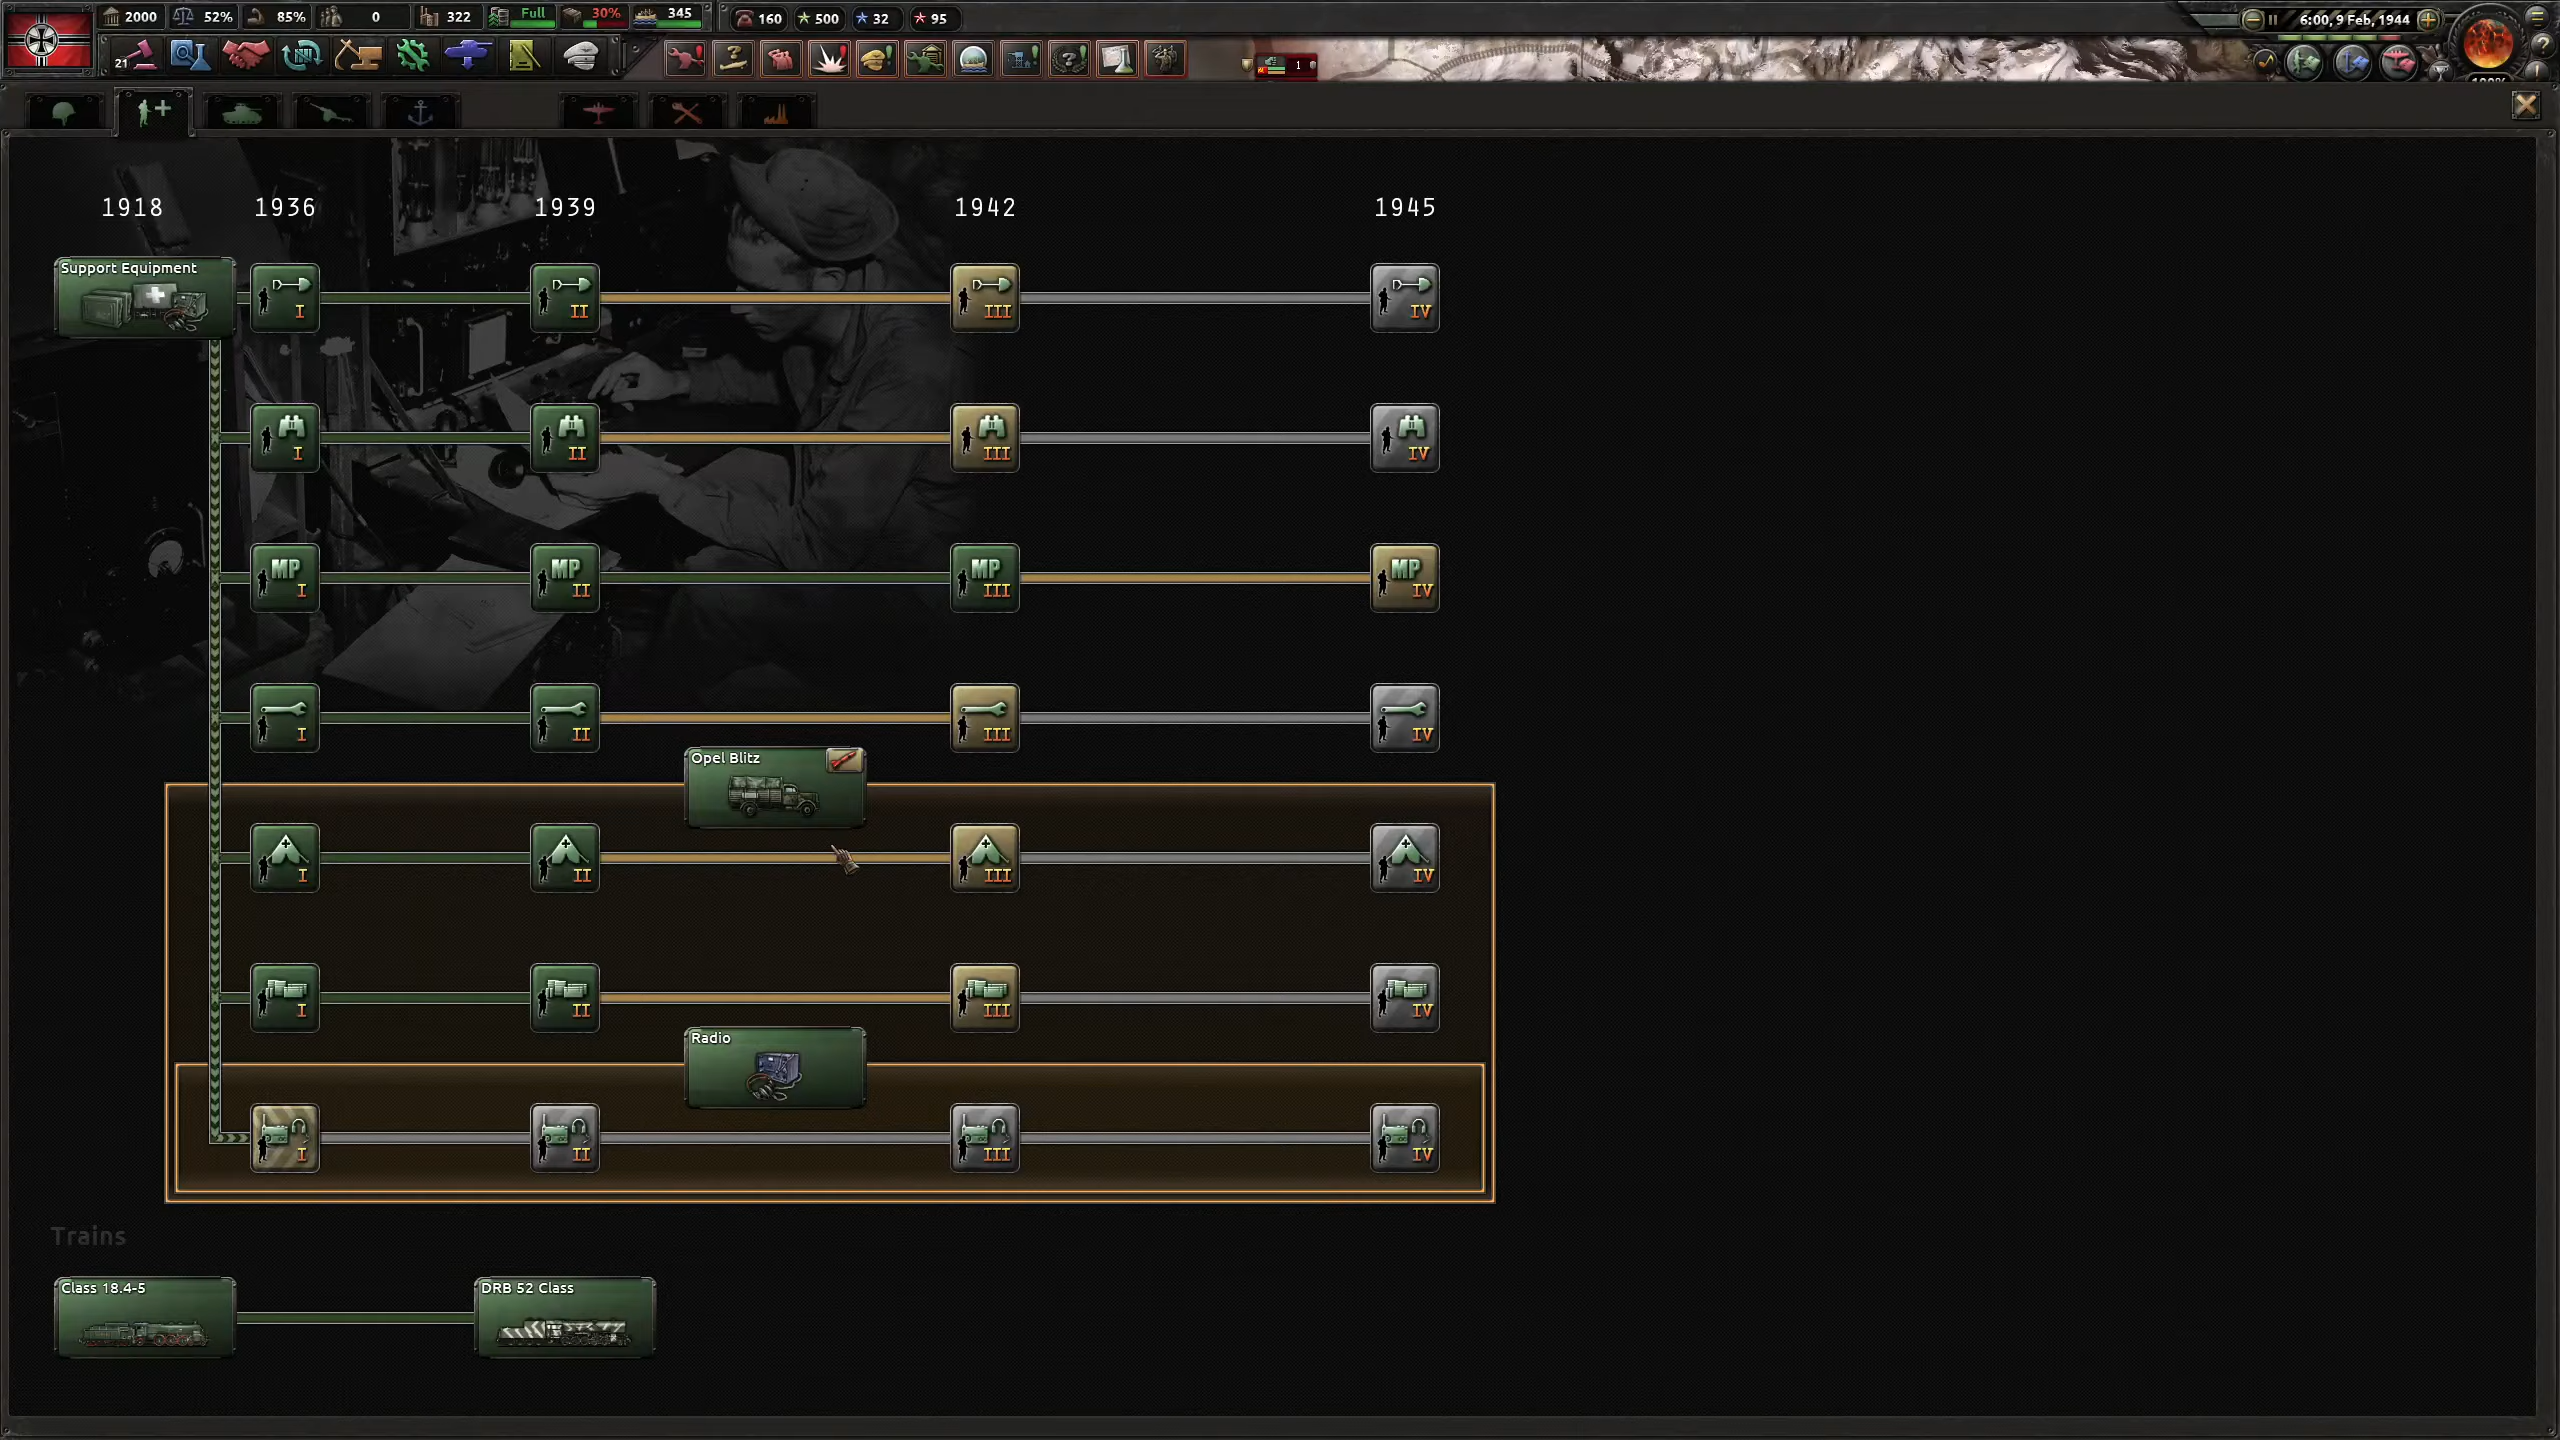 2000 52% 85% 0 322 Full 30% 345 160 500 32 95 6:00, 9 Feb, 1944
21 1 ?
1918 1936 1939 1942 1945
Support Equipment
I II III IV
I II III IV
MP I MP II MP III MP IV
I II III IV
Opel Blitz
I II III IV
I II III IV
Radio
I II III IV
Trains
Class 18.4-5 DRB 52 Class